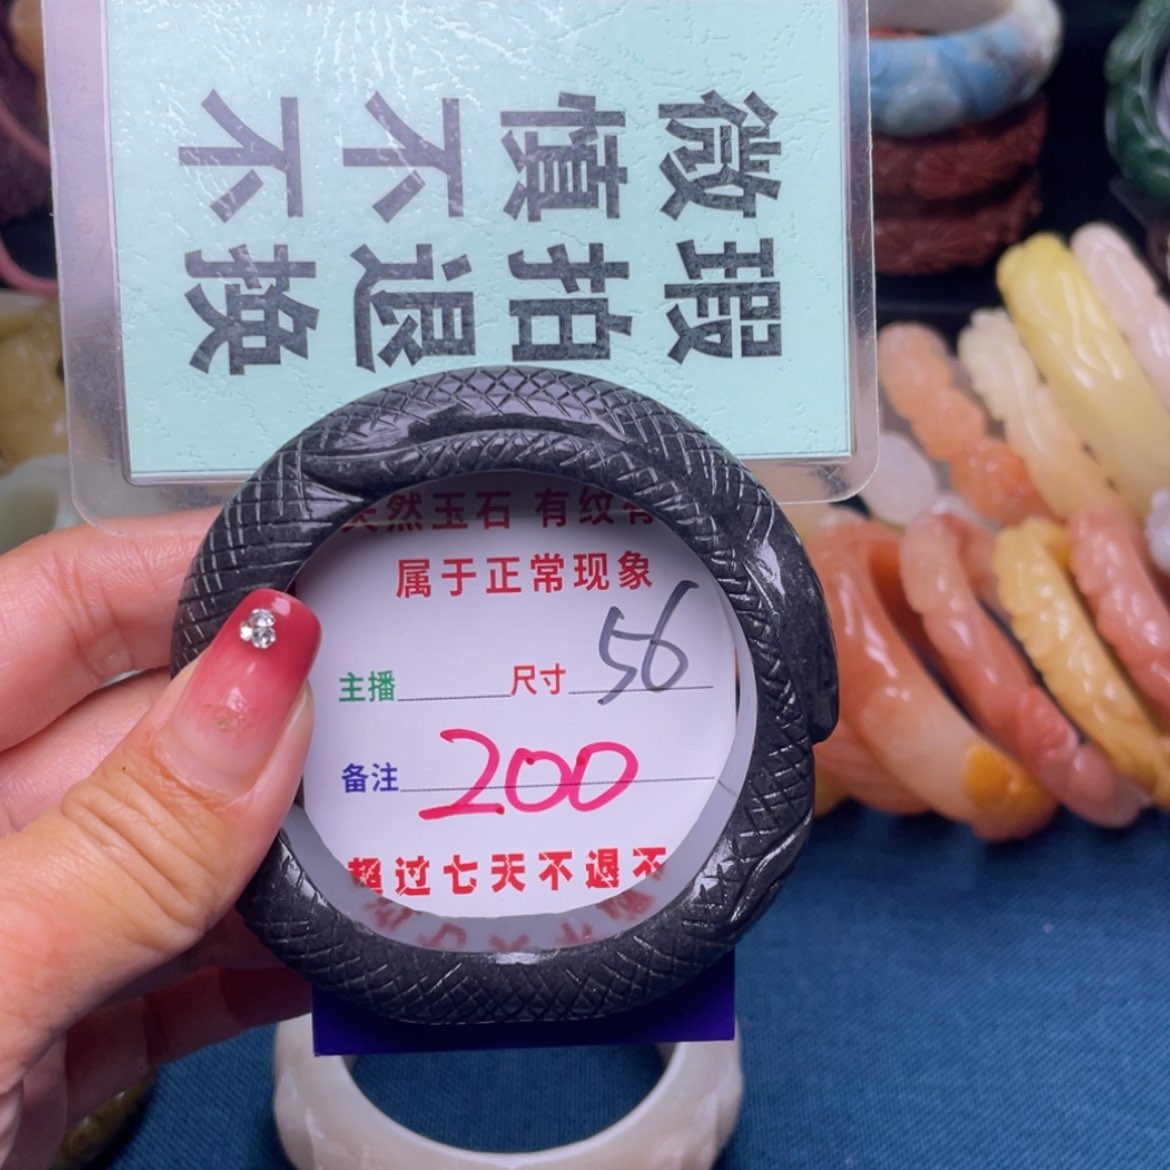 微瑕
慎拍
不退
不换
天然玉石 有纹有
属于正常现象
主播 尺寸 56
备注 200
超过七天不退不